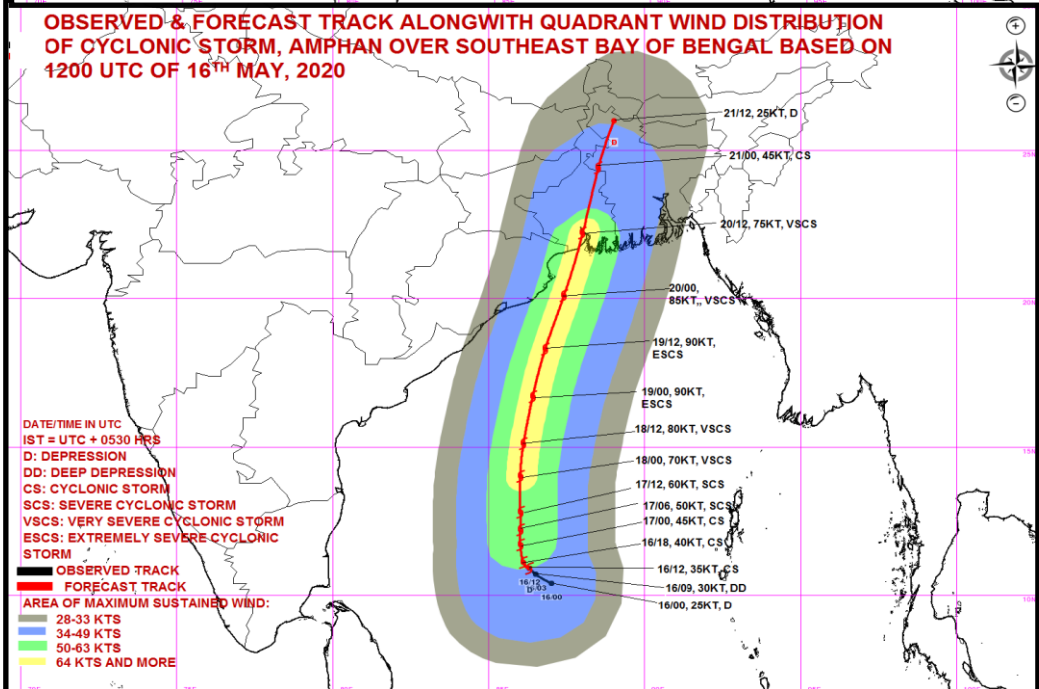 OBSERVED & FORECAST TRACK ALONGWITH QUADRANT WIND DISTRIBUTION
OF CYCLONIC STORM, AMPHAN OVER SOUTHEAST BAY OF BENGAL BASED ON
1200 UTC OF 16TH MAY, 2020
21/12, 25KT, D
D
21/00, 45KT, CS
25N
20/12, 75KT, VSCS
20/00,
85KT,, VSCS
20N
19/12, 90KT,
ESCS
19/00, 90KT,
ESCS
18/12, 80KT, VSCS
15N
18/00, 70KT, VSCS
17/12, 60KT, SCS
17/06, 50KT, SCS
17/00, 45KT, CS
16/18, 40KT, CS
16/12, 35KT, CS
16/09, 30KT, DD
16/00, 25KT, D
16/12
16/00
10N
DATE/TIME IN UTC
IST = UTC + 0530 HRS
D: DEPRESSION
DD: DEEP DEPRESSION
CS: CYCLONIC STORM
SCS: SEVERE CYCLONIC STORM
VSCS: VERY SEVERE CYCLONIC STORM
ESCS: EXTREMELY SEVERE CYCLONIC
STORM
OBSERVED TRACK
FORECAST TRACK
AREA OF MAXIMUM SUSTAINED WIND:
28-33 KTS
34-49 KTS
50-63 KTS
64 KTS AND MORE